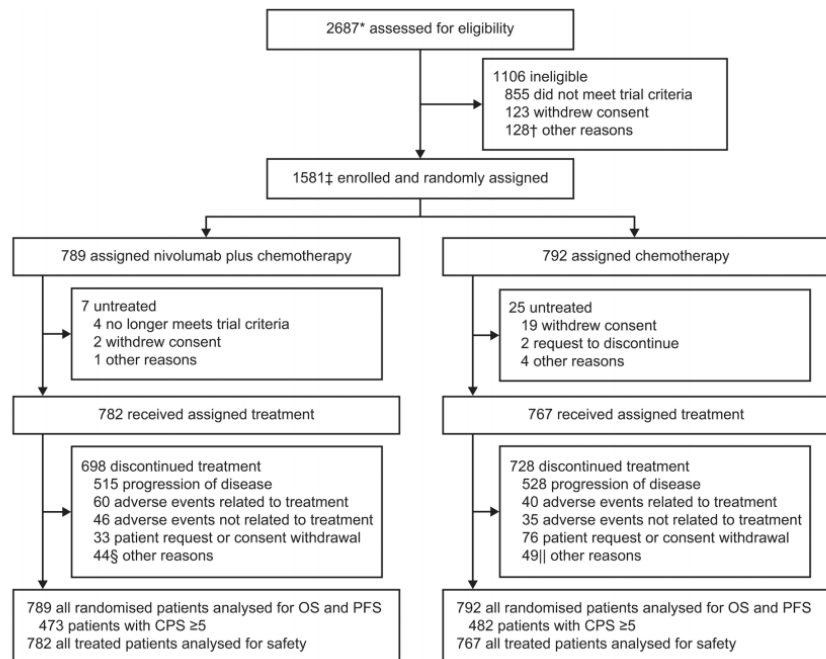 2687* assessed for eligibility
1106 ineligible
855 did not meet trial criteria
123 withdrew consent
128† other reasons
1581‡ enrolled and randomly assigned
789 assigned nivolumab plus chemotherapy
7 untreated
4 no longer meets trial criteria
2 withdrew consent
1 other reasons
782 received assigned treatment
698 discontinued treatment
515 progression of disease
60 adverse events related to treatment
46 adverse events not related to treatment
33 patient request or consent withdrawal
44§ other reasons
789 all randomised patients analysed for OS and PFS
473 patients with CPS ≥5
782 all treated patients analysed for safety
792 assigned chemotherapy
25 untreated
19 withdrew consent
2 request to discontinue
4 other reasons
767 received assigned treatment
728 discontinued treatment
528 progression of disease
40 adverse events related to treatment
35 adverse events not related to treatment
76 patient request or consent withdrawal
49|| other reasons
792 all randomised patients analysed for OS and PFS
482 patients with CPS ≥5
767 all treated patients analysed for safety